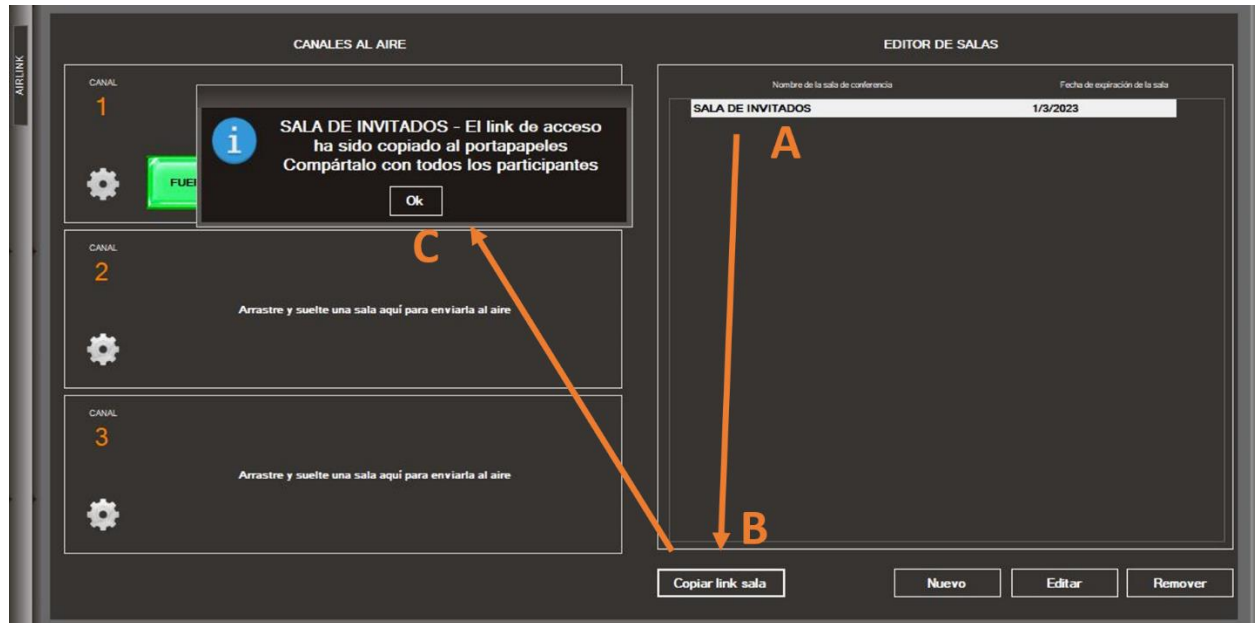 AIRLINK
CANALES AL AIRE
CANAL
1
SALA DE INVITADOS - El link de acceso
ha sido copiado al portapapeles
Compártalo con todos los participantes
Ok
C
CANAL
2
Arrastre y suelte una sala aquí para enviarla al aire
CANAL
3
Arrastre y suelte una sala aquí para enviarla al aire
EDITOR DE SALAS
Nombre de la sala de conferencia Fecha de expiración de la sala
SALA DE INVITADOS 1/3/2023
A
B
Copiar link sala Nuevo Editar Remover